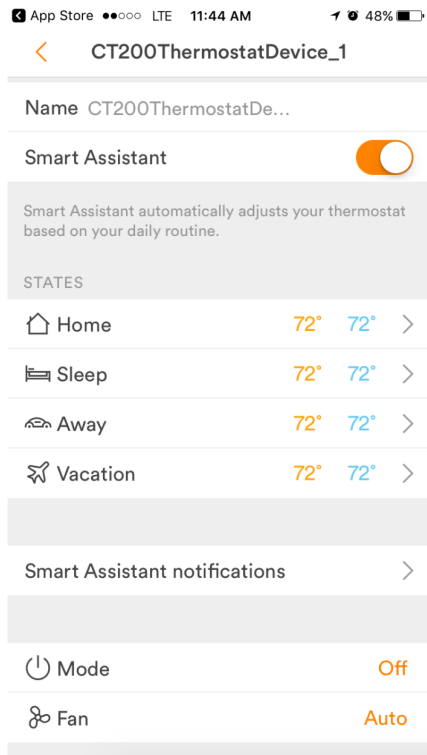 App Store LTE 11:44 AM 48%
CT200ThermostatDevice_1
Name CT200ThermostatDe...
Smart Assistant
Smart Assistant automatically adjusts your thermostat
based on your daily routine.
STATES
Home 72° 72°
Sleep 72° 72°
Away 72° 72°
Vacation 72° 72°
Smart Assistant notifications
Mode Off
Fan Auto